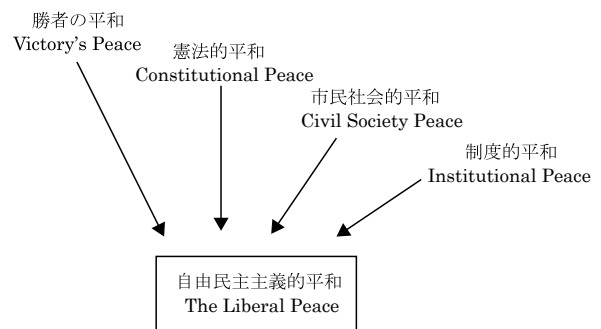 勝者の平和
Victory's Peace
憲法的平和
Constitutional Peace
市民社会的平和
Civil Society Peace
制度的平和
Institutional Peace
自由民主主義的平和
The Liberal Peace